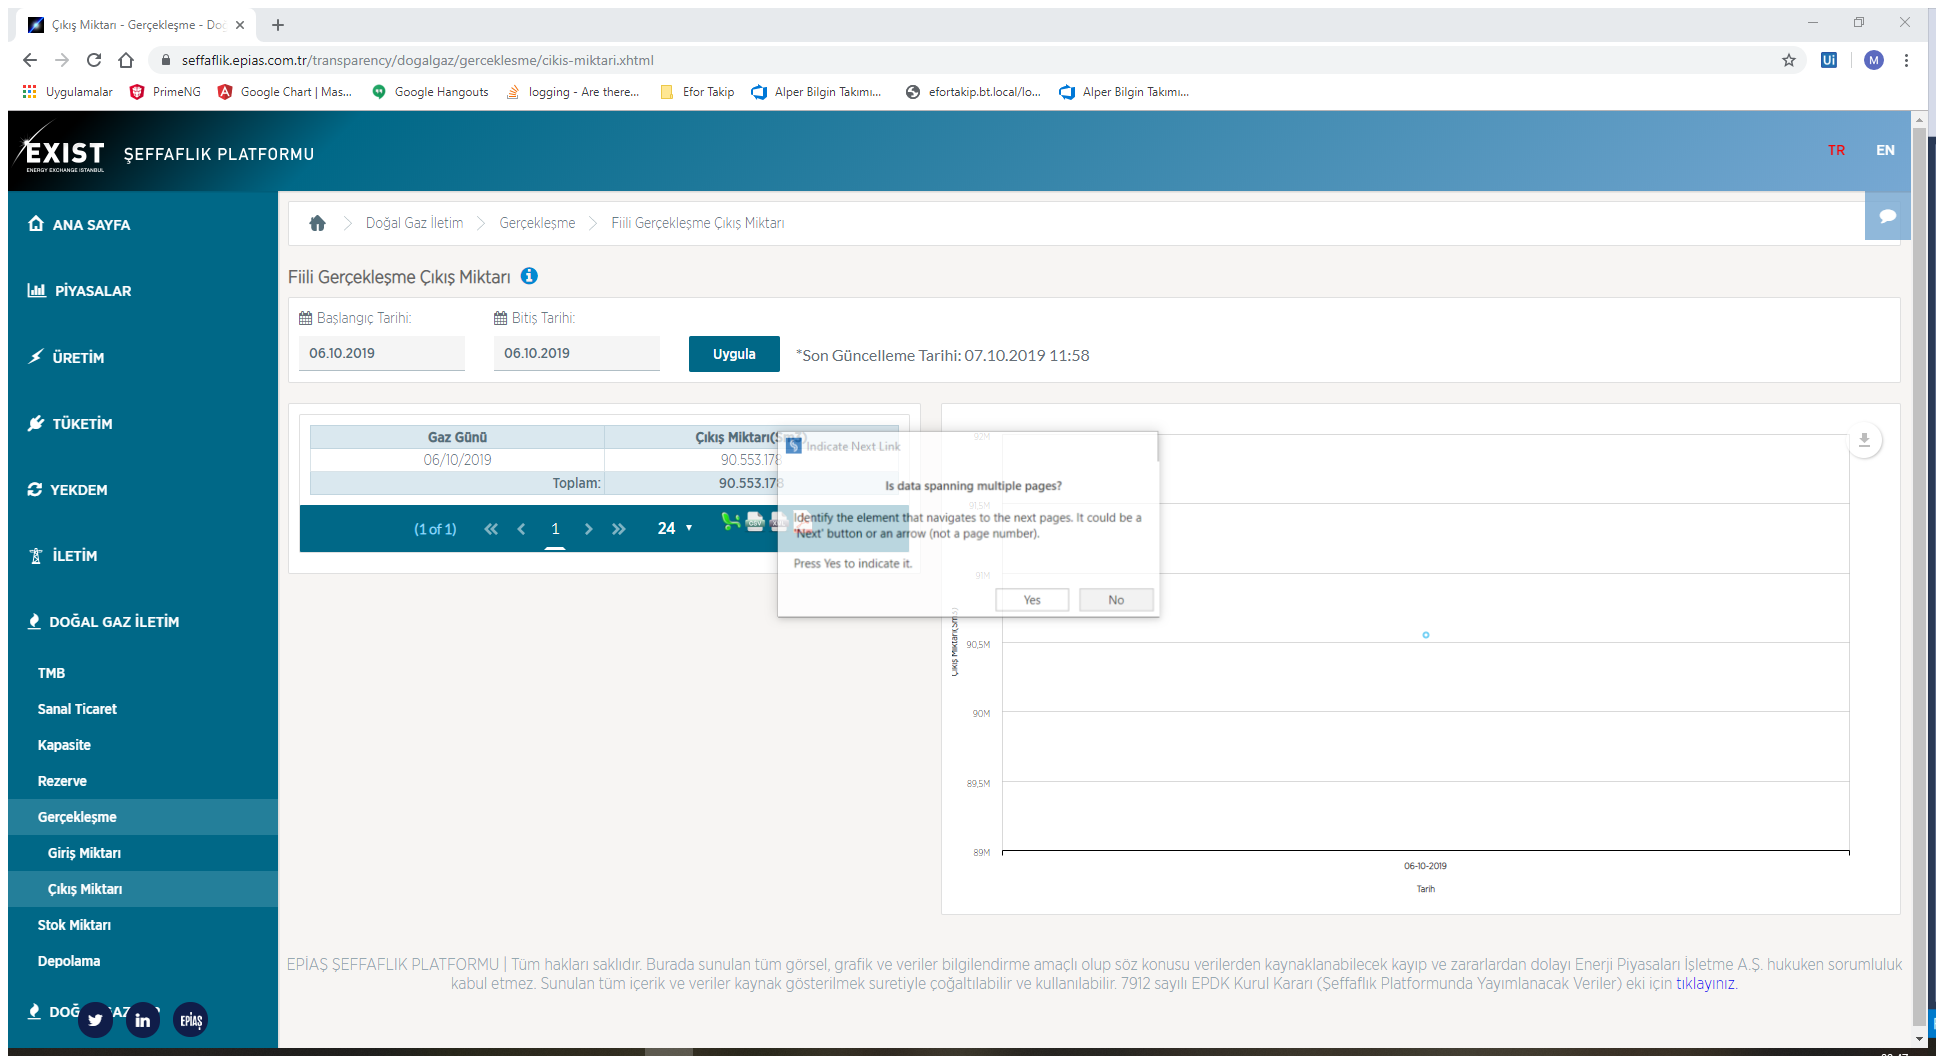 Çıkış Miktarı - Gerçekleşme - Doğ
seffaflik.epias.com.tr/transparency/dogalgaz/gerceklesme/cikis-miktari.xhtml
Ui
M
Uygulamalar
PrimeNG
Google Chart | Mas...
Google Hangouts
logging - Are there...
Efor Takip
Alper Bilgin Takımı...
efortakip.bt.local/lo...
Alper Bilgin Takımı...
EXIST
ENERGY EXCHANGE ISTANBUL
ŞEFFAFLIK PLATFORMU
TR
EN
ANA SAYFA
PİYASALAR
ÜRETİM
TÜKETİM
YEKDEM
İLETİM
DOĞAL GAZ İLETİM
TMB
Sanal Ticaret
Kapasite
Rezerve
Gerçekleşme
Giriş Miktarı
Çıkış Miktarı
Stok Miktarı
Depolama
in
EPİAŞ
Doğal Gaz İletim
Gerçekleşme
Fiili Gerçekleşme Çıkış Miktarı
Fiili Gerçekleşme Çıkış Miktarı
Başlangıç Tarihi:
Bitiş Tarihi:
06.10.2019
06.10.2019
Uygula
*Son Güncelleme Tarihi: 07.10.2019 11:58
Gaz Günü
Çıkış Miktarı(S
06/10/2019
90.553.178
Toplam:
90.553.178
(1 of 1)
1
24
CSV
Indicate Next Link
Is data spanning multiple pages?
Identify the element that navigates to the next pages. It could be a
'Next' button or an arrow (not a page number).
Press Yes to indicate it.
Yes
No
92M
91,5M
91M
90,5M
90M
89,5M
89M
Çıkış Miktarı(Sm3)
06-10-2019
Tarih
EPİAŞ ŞEFFAFLIK PLATFORMU | Tüm hakları saklıdır. Burada sunulan tüm görsel, grafik ve veriler bilgilendirme amaçlı olup söz konusu verilerden kaynaklanabilecek kayıp ve zararlardan dolayı Enerji Piyasaları İşletme A.Ş. hukuken sorumluluk
kabul etmez. Sunulan tüm içerik ve veriler kaynak gösterilmek suretiyle çoğaltılabilir ve kullanılabilir. 7912 sayılı EPDK Kurul Kararı (Şeffaflık Platformunda Yayımlanacak Veriler) eki için tıklayınız.